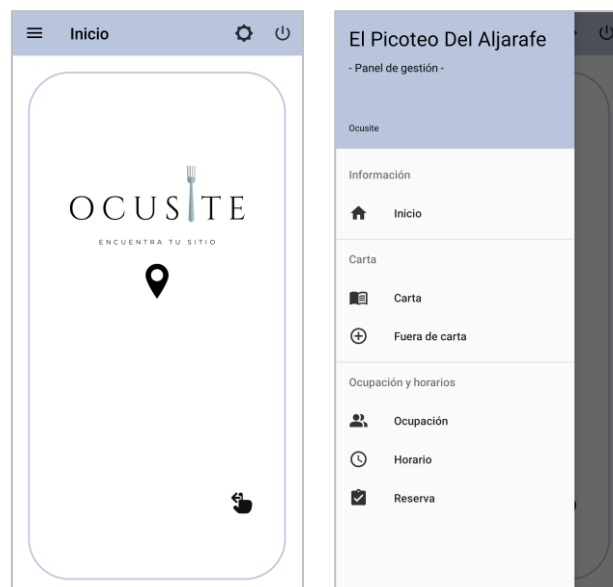 Inicio
OCUSITE
ENCUENTRA TU SITIO
El Picoteo Del Aljarafe
- Panel de gestión -
Ocusite
Información
Inicio
Carta
Carta
Fuera de carta
Ocupación y horarios
Ocupación
Horario
Reserva